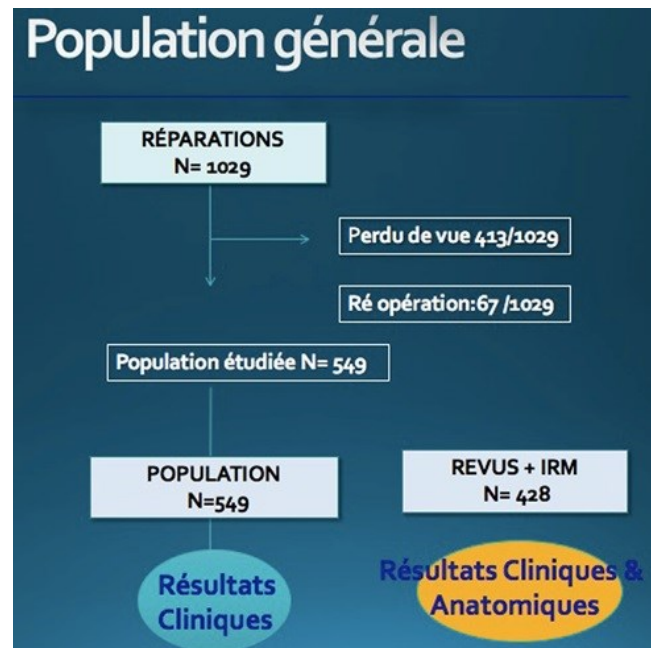 Population générale
RÉPARATIONS
N= 1029
Perdu de vue 413/1029
Ré opération:67 /1029
Population étudiée N= 549
POPULATION
N=549
REVUS + IRM
N= 428
Résultats
Cliniques
Résultats Cliniques &
Anatomiques